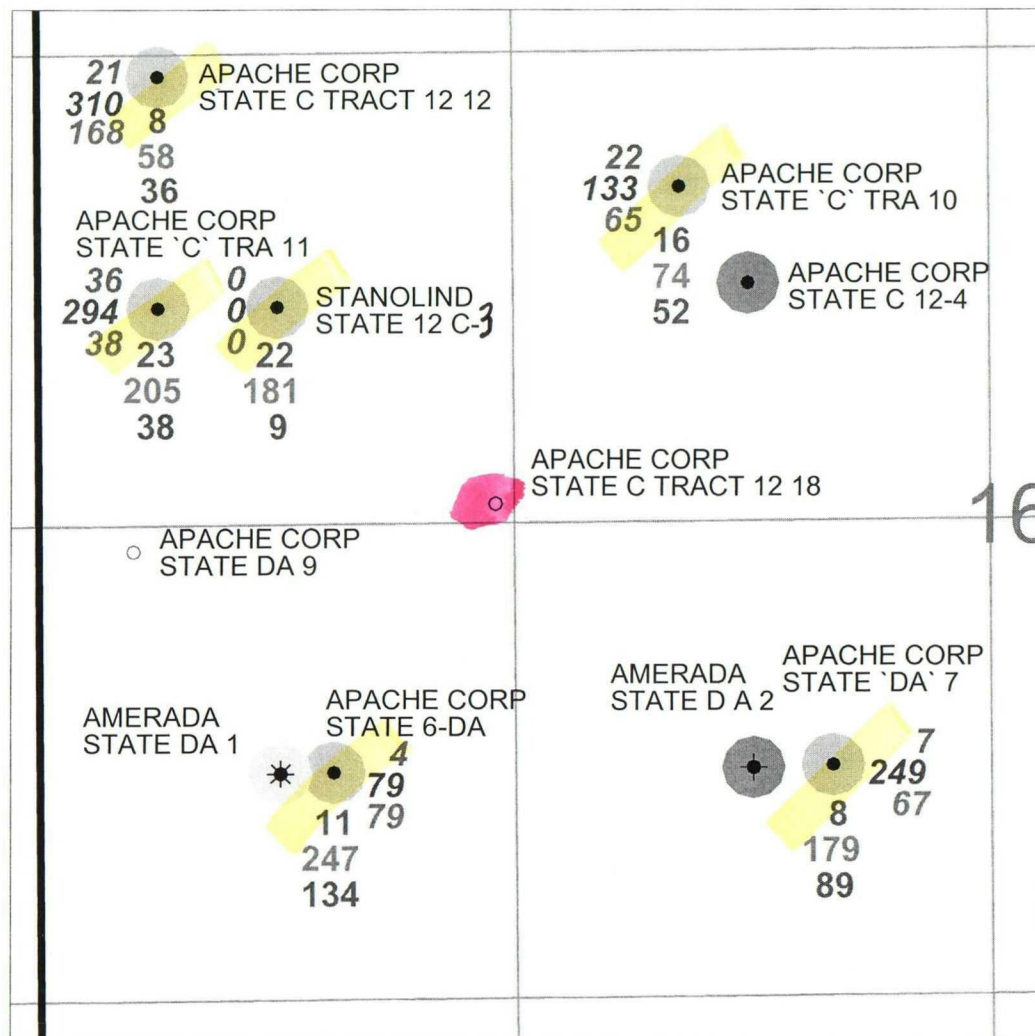 21
310
168
APACHE CORP
STATE C TRACT 12 12
8
58
36
22
133
65
APACHE CORP
STATE `C` TRA 10
16
74
52
APACHE CORP
STATE C 12-4
APACHE CORP
STATE `C` TRA 11
36
294
38
23
205
38
0
0
0
STANOLIND
STATE 12 C-3
22
181
9
APACHE CORP
STATE C TRACT 12 18
16
APACHE CORP
STATE DA 9
AMERADA
STATE DA 1
APACHE CORP
STATE 6-DA
4
79
79
11
247
134
AMERADA
STATE D A 2
APACHE CORP
STATE `DA` 7
7
249
67
8
179
89